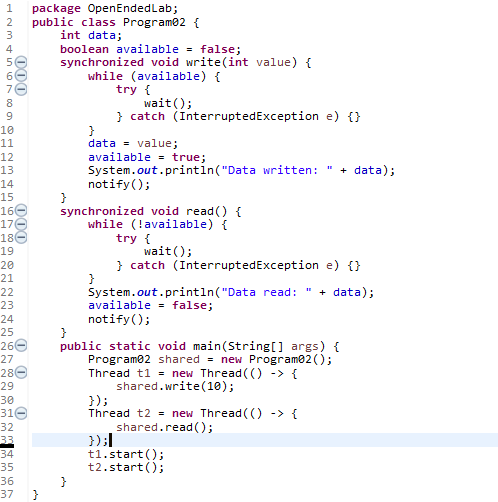 1 package OpenEndedLab;
2 public class Program02 {
3     int data;
4     boolean available = false;
5     synchronized void write(int value) {
6         while (available) {
7             try {
8                 wait();
9             } catch (InterruptedException e) {}
10         }
11         data = value;
12         available = true;
13         System.out.println("Data written: " + data);
14         notify();
15     }
16     synchronized void read() {
17         while (!available) {
18             try {
19                 wait();
20             } catch (InterruptedException e) {}
21         }
22         System.out.println("Data read: " + data);
23         available = false;
24         notify();
25     }
26     public static void main(String[] args) {
27         Program02 shared = new Program02();
28         Thread t1 = new Thread(() -> {
29             shared.write(10);
30         });
31         Thread t2 = new Thread(() -> {
32             shared.read();
33         });
34         t1.start();
35         t2.start();
36     }
37 }